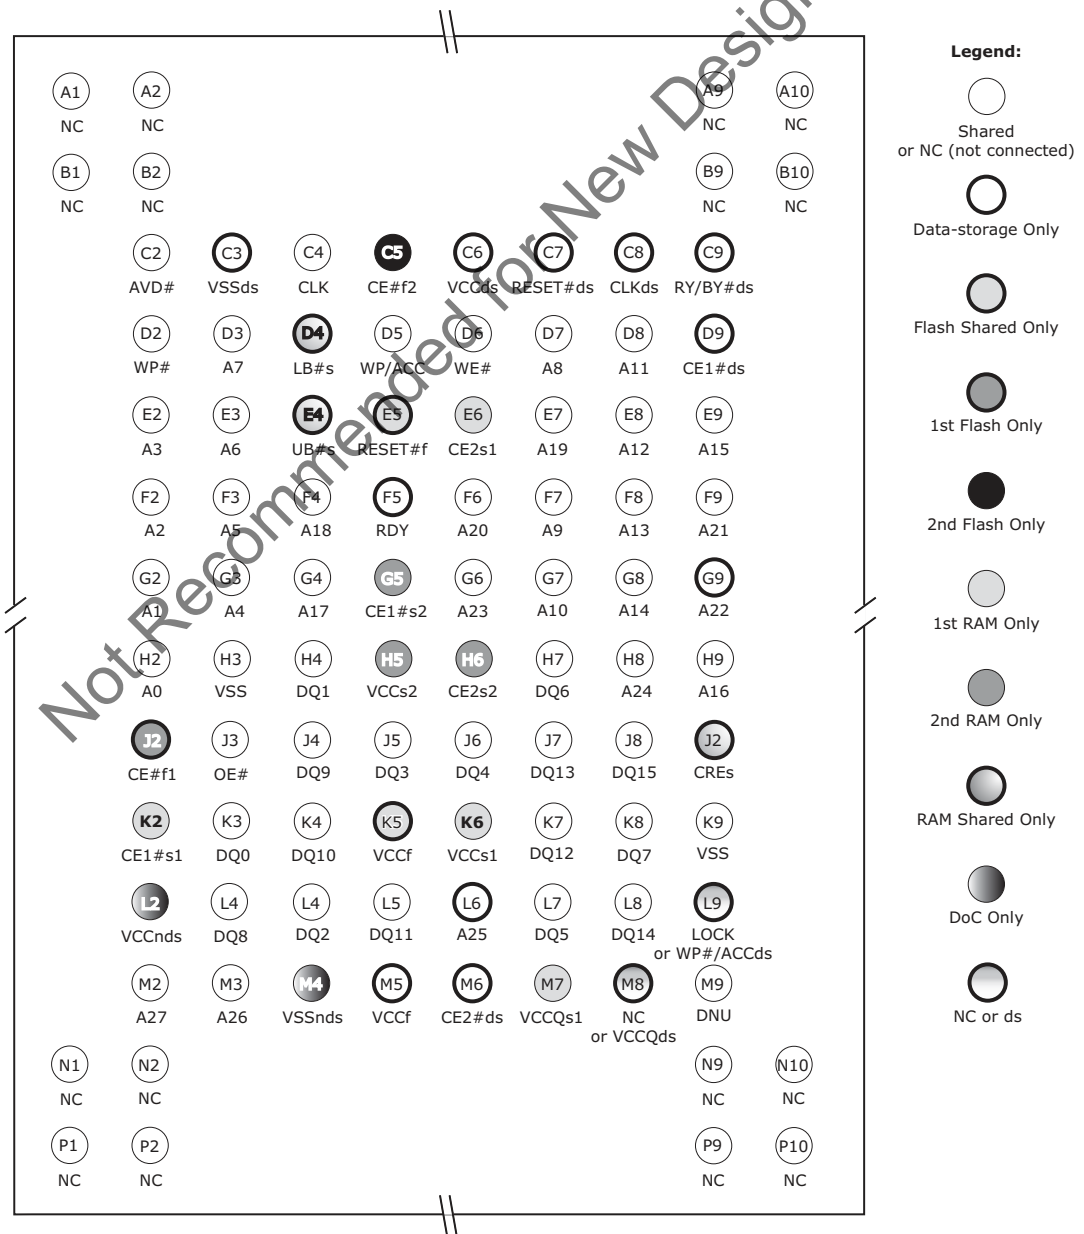 Legend:
A1 A2 A9 A10
NC NC NC NC
B1 B2 B9 B10
NC NC NC NC
C2 C3 C4 C5 C6 C7 C8 C9
AVD# VSSds CLK CE#f2 VCCds RESET#ds CLKds RY/BY#ds
D2 D3 D4 D5 D6 D7 D8 D9
WP# A7 LB#s WP/ACC WE# A8 A11 CE1#ds
E2 E3 E4 E5 E6 E7 E8 E9
A3 A6 UB#s RESET#f CE2s1 A19 A12 A15
F2 F3 F4 F5 F6 F7 F8 F9
A2 A5 A18 RDY A20 A9 A13 A21
G2 G3 G4 G5 G6 G7 G8 G9
A1 A4 A17 CE1#s2 A23 A10 A14 A22
H2 H3 H4 H5 H6 H7 H8 H9
A0 VSS DQ1 VCCs2 CE2s2 DQ6 A24 A16
J2 J3 J4 J5 J6 J7 J8 J2
CE#f1 OE# DQ9 DQ3 DQ4 DQ13 DQ15 CREs
K2 K3 K4 K5 K6 K7 K8 K9
CE1#s1 DQ0 DQ10 VCCf VCCs1 DQ12 DQ7 VSS
L2 L4 L4 L5 L6 L7 L8 L9
VCCnds DQ8 DQ2 DQ11 A25 DQ5 DQ14 LOCK
or WP#/ACCds
M2 M3 M4 M5 M6 M7 M8 M9
A27 A26 VSSnds VCCf CE2#ds VCCQs1 NC DNU
or VCCQds
N1 N2 N9 N10
NC NC NC NC
P1 P2 P9 P10
NC NC NC NC
Shared
or NC (not connected)
Data-storage Only
Flash Shared Only
1st Flash Only
2nd Flash Only
1st RAM Only
2nd RAM Only
RAM Shared Only
DoC Only
NC or ds
Not Recommended for New Design